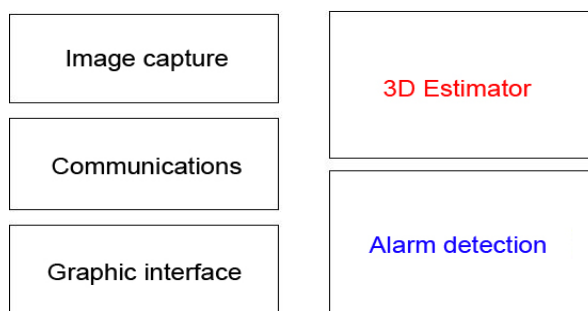 Image capture
Communications
Graphic interface
3D Estimator
Alarm detection